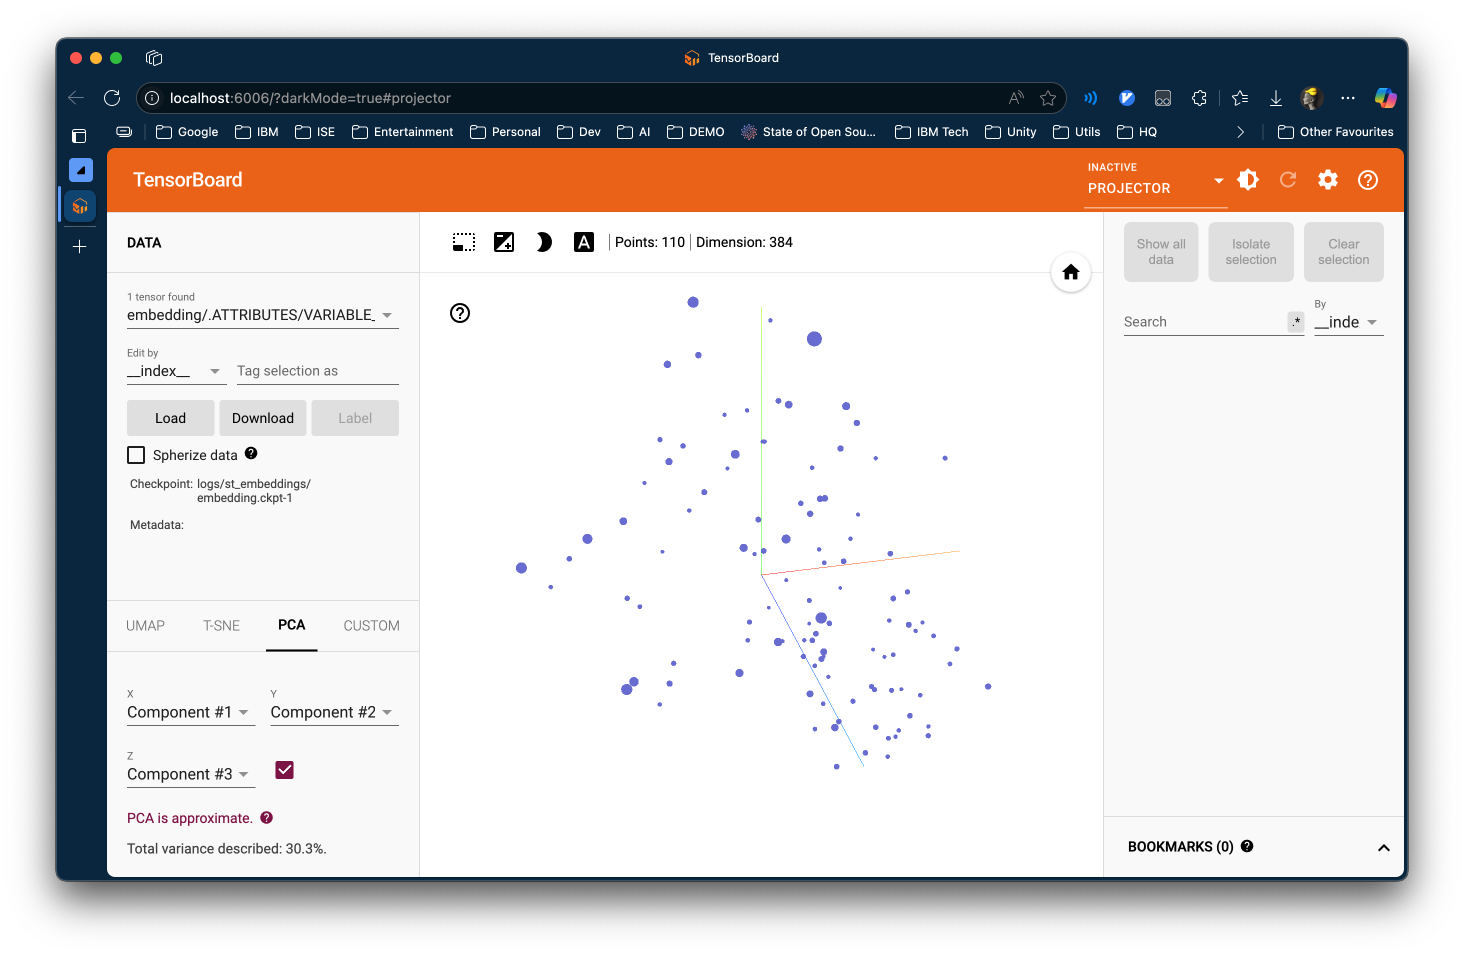 TensorBoard
localhost:6006/?darkMode=true#projector
Google IBM ISE Entertainment Personal Dev AI DEMO State of Open Sou... IBM Tech Unity Utils HQ Other Favourites
TensorBoard
INACTIVE
PROJECTOR
DATA
Points: 110 Dimension: 384
Show all data
Isolate selection
Clear selection
1 tensor found
embedding/.ATTRIBUTES/VARIABLE_
Edit by
__index__ Tag selection as
Load Download Label
Spherize data
Checkpoint: logs/st_embeddings/
embedding.ckpt-1
Metadata:
Search .*
By
__inde
UMAP T-SNE PCA CUSTOM
X Y
Component #1 Component #2
Z
Component #3
PCA is approximate.
Total variance described: 30.3%.
BOOKMARKS (0)